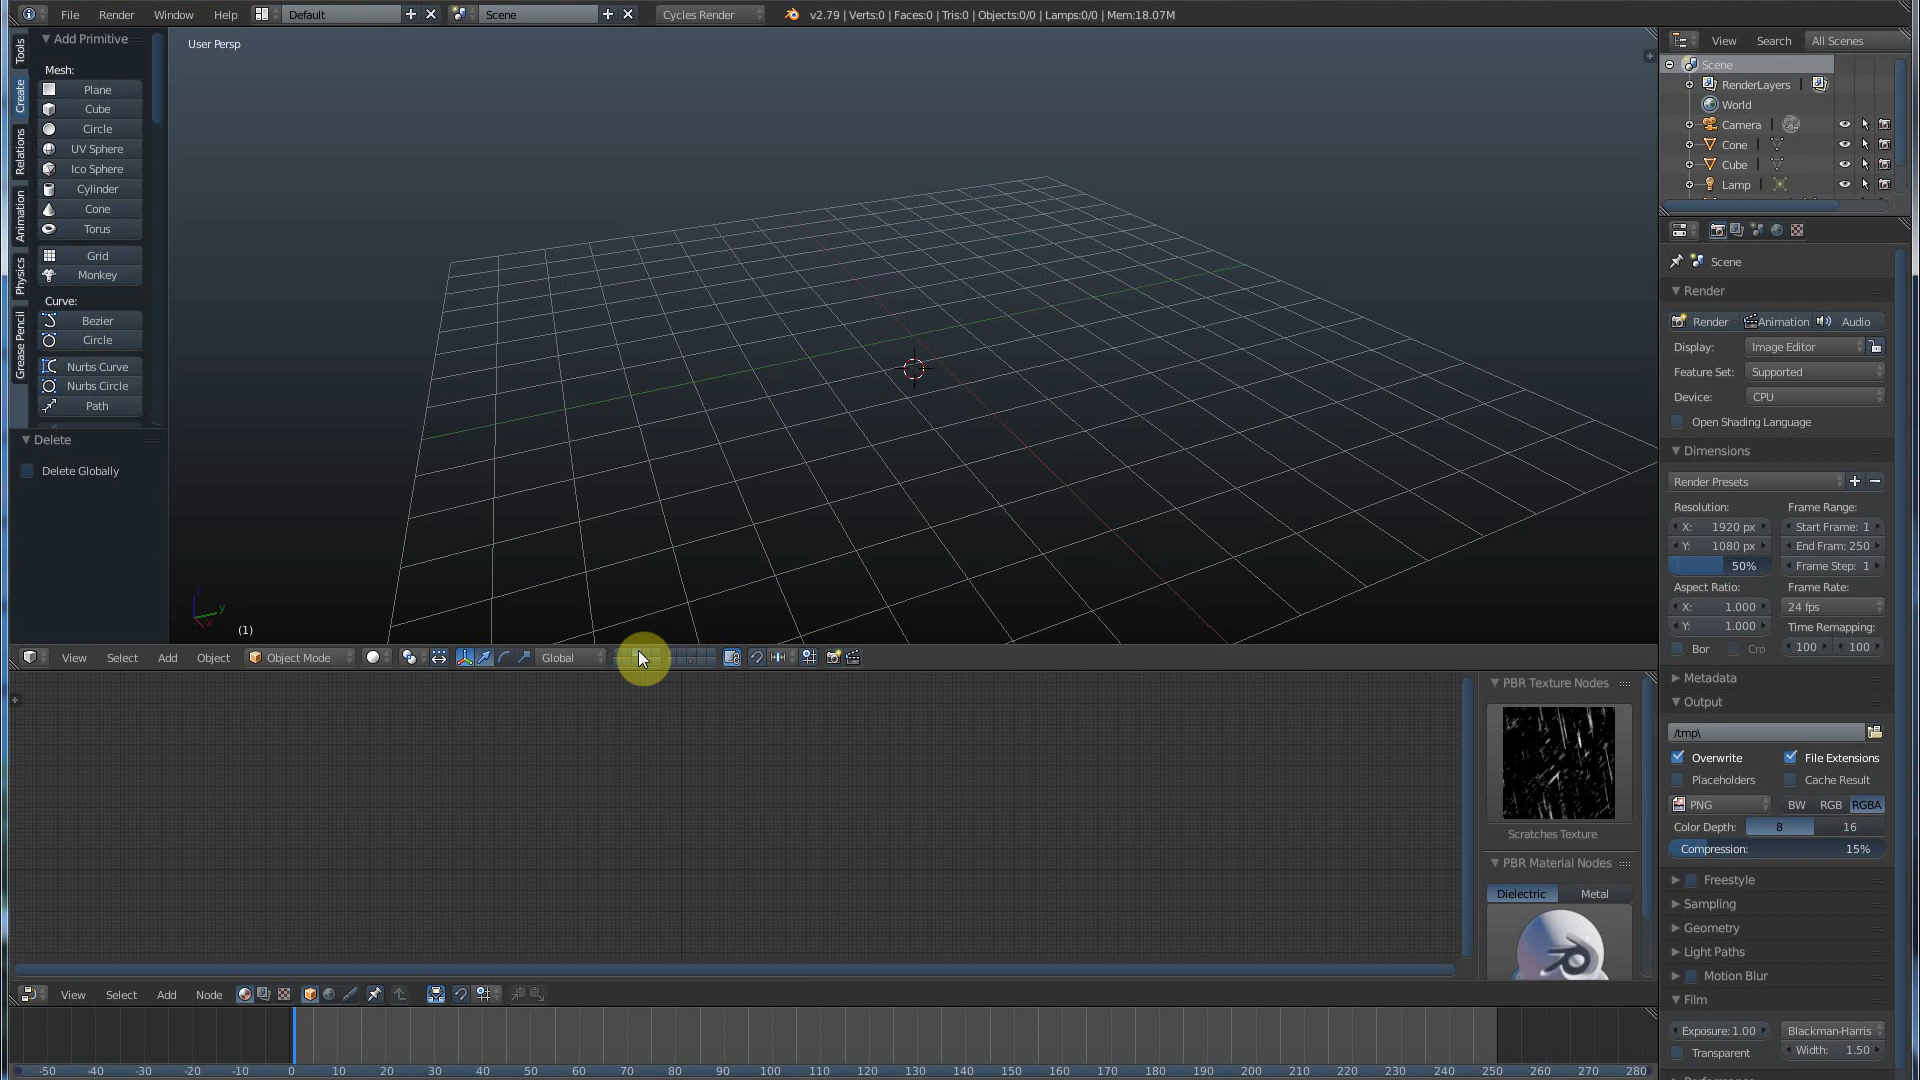 File Render Window Help Default Scene Cycles Render v2.79 | Verts:0 | Faces:0 | Tris:0 | Objects:0/0 | Lamps:0/0 | Mem:18.07M
Tools
Create
Relations
Animation
Physics
Grease Pencil
Add Primitive
Mesh:
Plane
Cube
Circle
UV Sphere
Ico Sphere
Cylinder
Cone
Torus
Grid
Monkey
Curve:
Bezier
Circle
Nurbs Curve
Nurbs Circle
Path
Delete
Delete Globally
User Persp
y
x
(1)
View Select Add Object Object Mode Global
PBR Texture Nodes
Scratches Texture
PBR Material Nodes
Dielectric Metal
View Select Add Node
-50 -40 -30 -20 -10 0 10 20 30 40 50 60 70 80 90 100 110 120 130 140 150 160 170 180 190 200 210 220 230 240 250 260 270 280
View Search All Scenes
Scene
RenderLayers |
World
Camera |
Cone |
Cube |
Lamp |
Scene
Render
Render Animation Audio
Display: Image Editor
Feature Set: Supported
Device: CPU
Open Shading Language
Dimensions
Render Presets
Resolution: Frame Range:
X: 1920 px Start Frame: 1
Y: 1080 px End Fram: 250
50% Frame Step: 1
Aspect Ratio: Frame Rate:
X: 1.000 24 fps
Y: 1.000 Time Remapping:
Bor Cro 100 100
Metadata
Output
/tmp\
Overwrite File Extensions
Placeholders Cache Result
PNG BW RGB RGBA
Color Depth: 8 16
Compression: 15%
Freestyle
Sampling
Geometry
Light Paths
Motion Blur
Film
Exposure: 1.00 Blackman-Harris
Transparent Width: 1.50